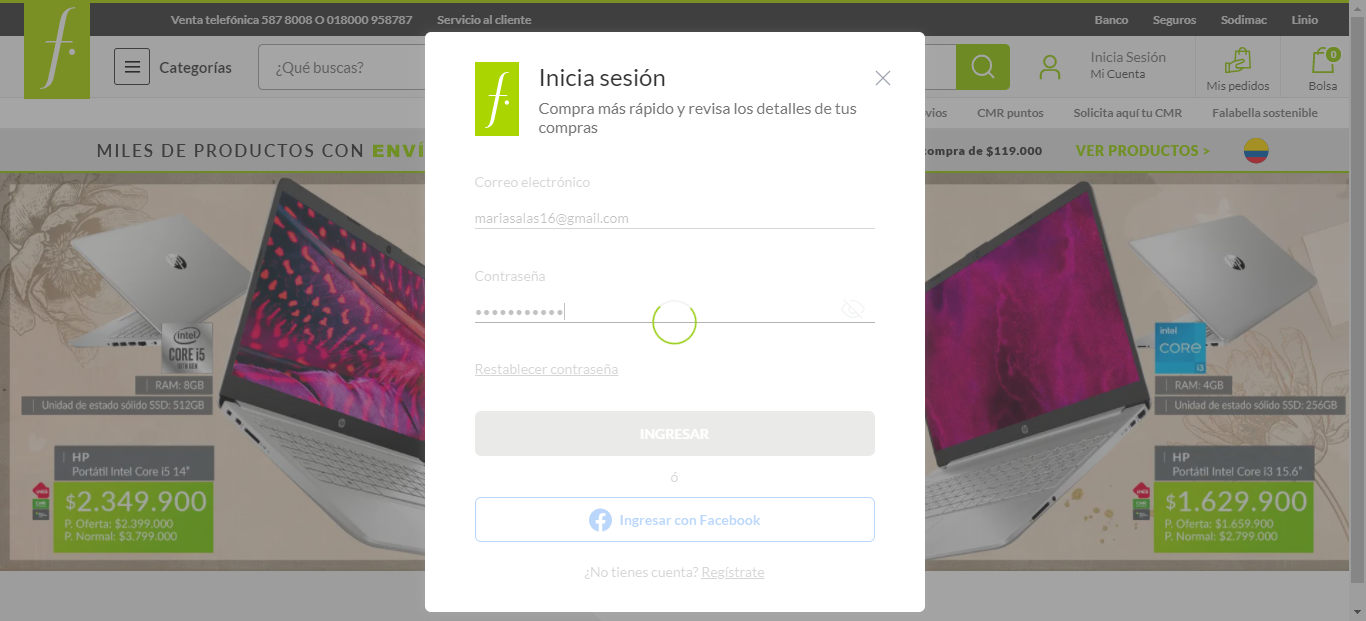 Venta telefónica 587 8008 O 018000 958787 Servicio al cliente Banco Seguros Sodimac Linio
f.
Categorías ¿Qué buscas? Inicia Sesión
Mi Cuenta
Mis pedidos
0
Bolsa
CMR puntos Solicita aquí tu CMR Falabella sostenible
MILES DE PRODUCTOS CON ENVÍ
compra de $119.000 VER PRODUCTOS >
f.
Inicia sesión
Compra más rápido y revisa los detalles de tus
compras
Correo electrónico
mariasalas16@gmail.com
Contraseña
Restablecer contraseña
INGRESAR
ó
Ingresar con Facebook
¿No tienes cuenta? Regístrate
intel
CORE i5
10TH GEN
RAM: 8GB
Unidad de estado sólido SSD: 512GB
HP
Portátil Intel Core i5 14"
$2.349.900
P. Oferta: $2.399.000
P. Normal: $3.799.000
intel
CORE
i3
RAM: 4GB
Unidad de estado sólido SSD: 256GB
HP
Portátil Intel Core i3 15.6"
$1.629.900
P. Oferta: $1.659.900
P. Normal: $2.799.000